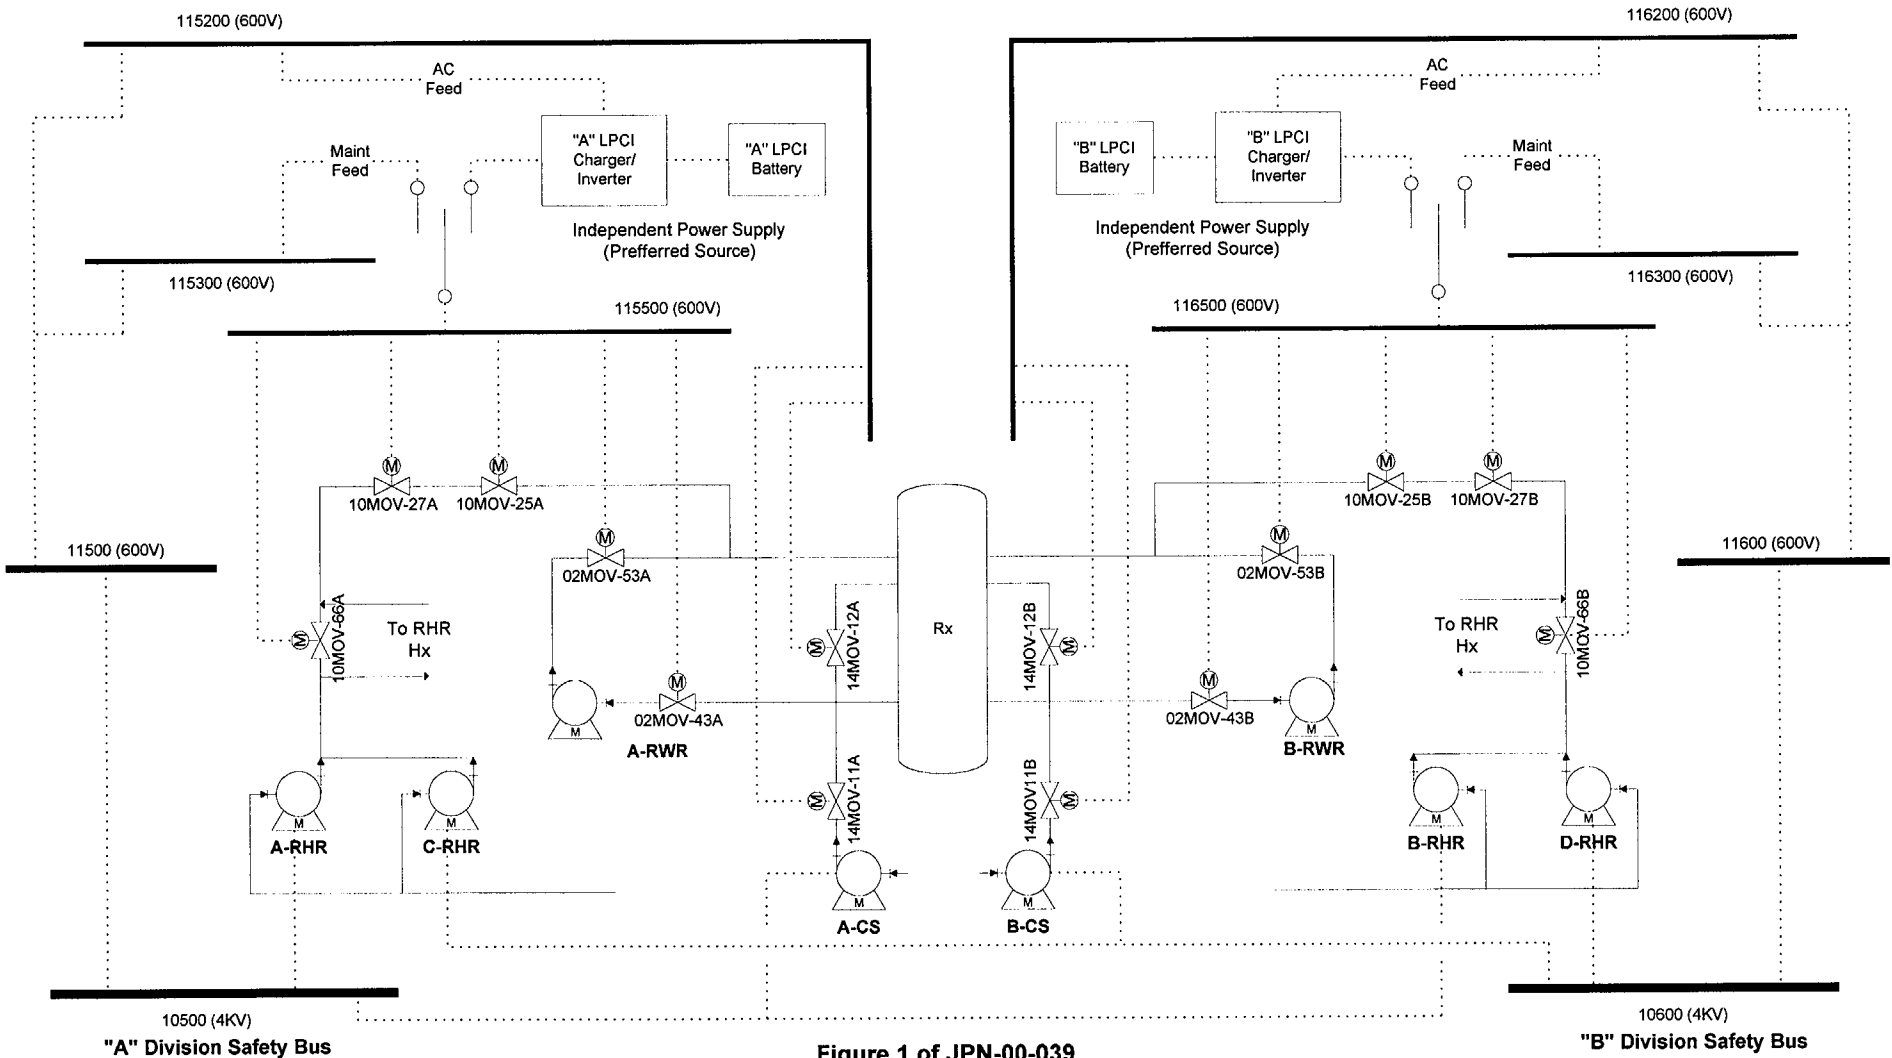 115200 (600V)
116200 (600V)
AC
Feed
AC
Feed
"A" LPCI
Charger/
Inverter
"A" LPCI
Battery
"B" LPCI
Battery
"B" LPCI
Charger/
Inverter
Maint
Feed
Maint
Feed
Independent Power Supply
(Prefferred Source)
Independent Power Supply
(Prefferred Source)
115300 (600V)
116300 (600V)
115500 (600V)
116500 (600V)
M
M
M
M
10MOV-27A
10MOV-25A
10MOV-25B
10MOV-27B
M
M
11500 (600V)
11600 (600V)
02MOV-53A
02MOV-53B
M
10MOV-66A
To RHR
Hx
M
14MOV-12A
Rx
14MOV-12B
M
To RHR
Hx
M
10MOV-66B
M
M
02MOV-43A
02MOV-43B
M
M
A-RWR
B-RWR
M
14MOV-11A
14MOV11B
M
M
M
M
M
A-RHR
C-RHR
B-RHR
D-RHR
M
M
A-CS
B-CS
10500 (4KV)
"A" Division Safety Bus
10600 (4KV)
"B" Division Safety Bus
Figure 1 of JPN-00-039